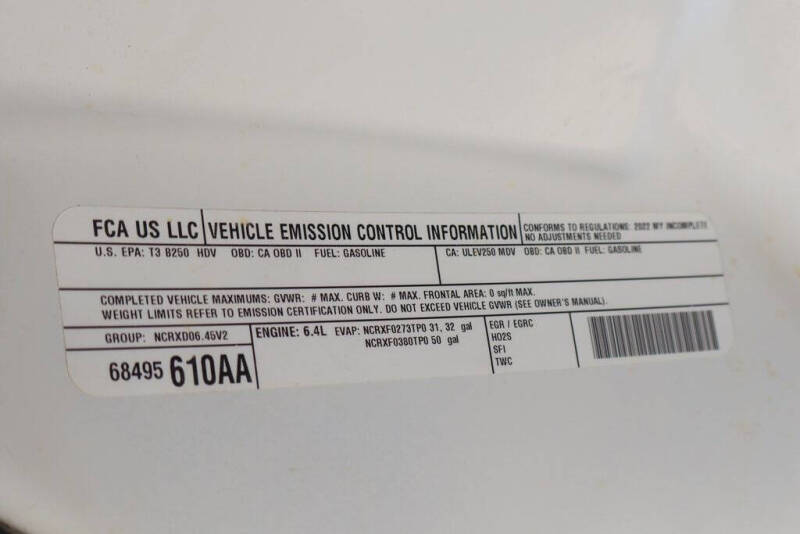 FCA US LLC
VEHICLE EMISSION CONTROL INFORMATION
CONFORMS TO REGULATIONS: 2022 MY INCOMPLETE
NO ADJUSTMENTS NEEDED
U.S. EPA: T3 B250 HDV OBD: CA OBD II FUEL: GASOLINE
CA: ULEV250 MDV OBD: CA OBD II FUEL: GASOLINE
COMPLETED VEHICLE MAXIMUMS: GVWR: # MAX. CURB W: # MAX. FRONTAL AREA: 0 sq/ft MAX.
WEIGHT LIMITS REFER TO EMISSION CERTIFICATION ONLY. DO NOT EXCEED VEHICLE GVWR (SEE OWNER'S MANUAL).
GROUP: NCRXD06.45V2
68495 610AA
ENGINE: 6.4L EVAP: NCRXF0273TP0 31, 32 gal
NCRXF0380TP0 50 gal
EGR / EGRC
HO2S
SFI
TWC